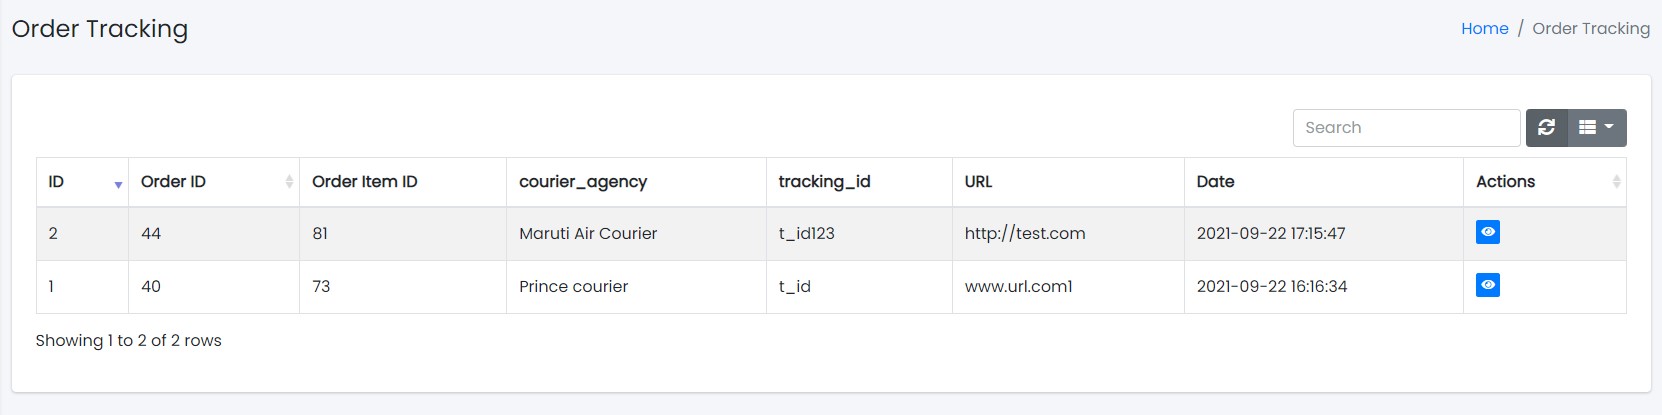 Order Tracking
Home / Order Tracking
Search
ID Order ID Order Item ID courier_agency tracking_id URL Date Actions
2 44 81 Maruti Air Courier t_id123 http://test.com 2021-09-22 17:15:47
1 40 73 Prince courier t_id www.url.com1 2021-09-22 16:16:34
Showing 1 to 2 of 2 rows